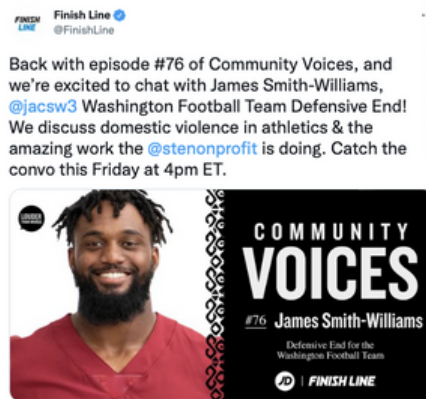 FINISH
LINE
Finish Line
@FinishLine
Back with episode #76 of Community Voices, and
we're excited to chat with James Smith-Williams,
@jacsw3 Washington Football Team Defensive End!
We discuss domestic violence in athletics & the
amazing work the @stenonprofit is doing. Catch the
convo this Friday at 4pm ET.
LOUDER
THAN WORDS
COMMUNITY
VOICES
#76 James Smith-Williams
Defensive End for the
Washington Football Team
JD | FINISH LINE